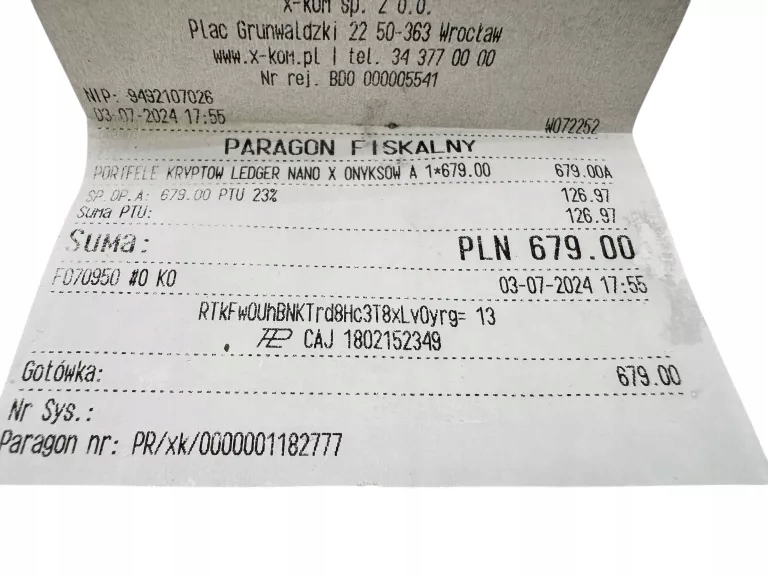 x-kom sp. z o.o.
Plac Grunwaldzki 22 50-363 Wrocław
www.x-kom.pl | tel. 34 377 00 00
Nr rej. BDO 000005541
NIP: 9492107026
03-07-2024 17:55 W072252
PARAGON FISKALNY
PORTFELE KRYPTOW LEDGER NANO X ONYKSOW A 1*679.00 679.00A
SP.OP.A: 679.00 PTU 23% 126.97
Suma PTU: 126.97
Suma: PLN 679.00
F070950 #0 KO 03-07-2024 17:55
RTkFwOUhBNKTrd8Hc3T8xLvOyrg= 13
CAJ 1802152349
Gotówka: 679.00
Nr Sys.:
Paragon nr: PR/xk/0000001182777